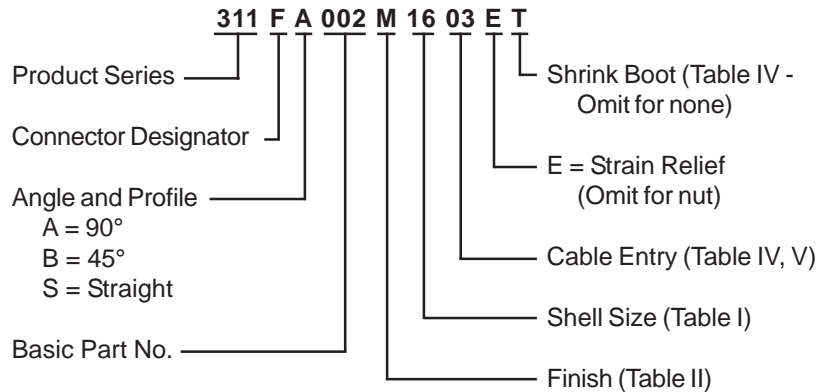 311 F A 002 M 16 03 E T
Product Series
Connector Designator
Angle and Profile
A = 90°
B = 45°
S = Straight
Basic Part No.
Shrink Boot (Table IV -
Omit for none)
E = Strain Relief
(Omit for nut)
Cable Entry (Table IV, V)
Shell Size (Table I)
Finish (Table II)